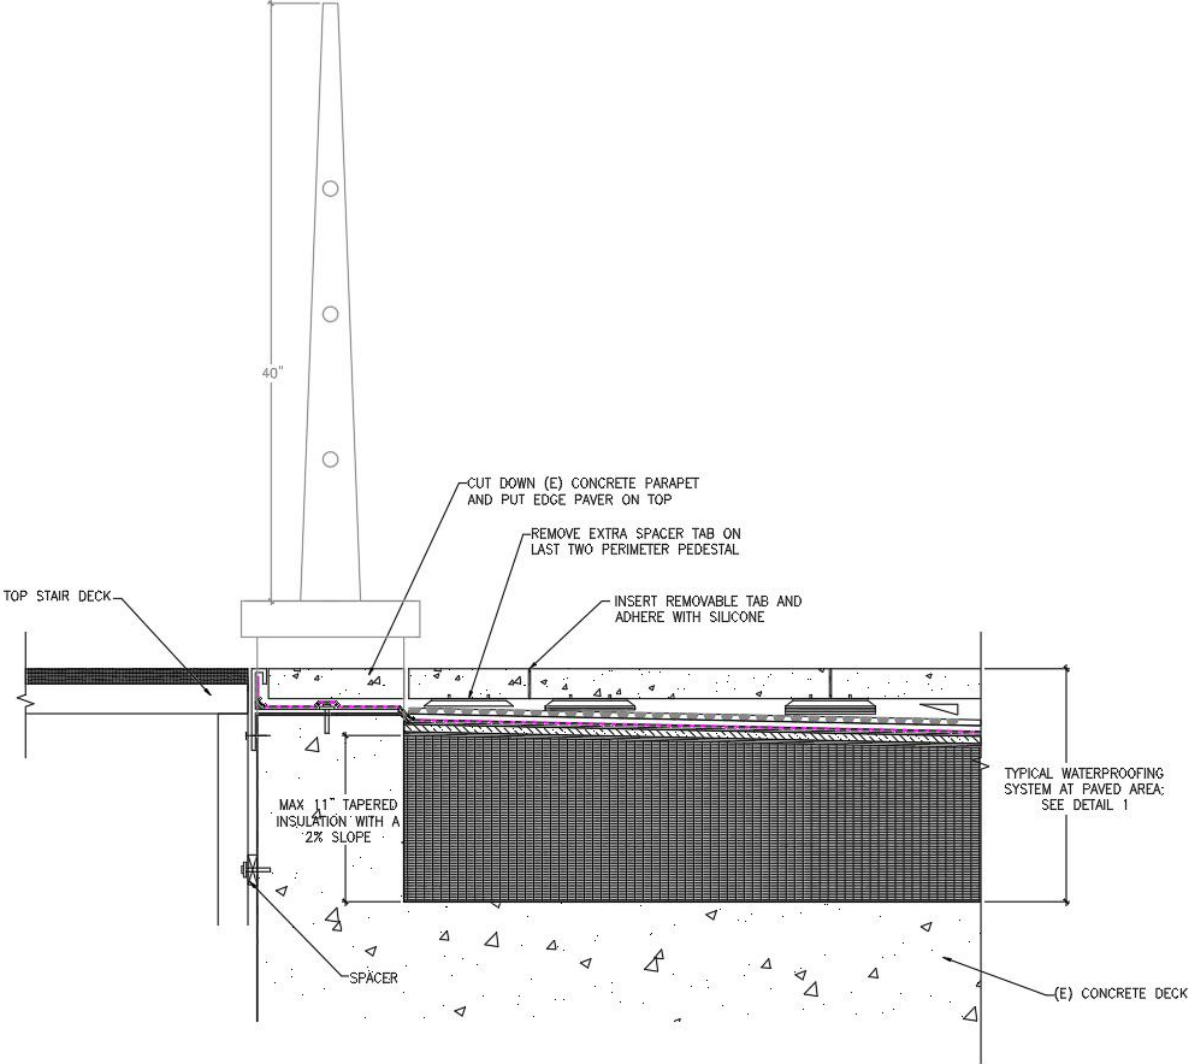 40"
CUT DOWN (E) CONCRETE PARAPET
AND PUT EDGE PAVER ON TOP
REMOVE EXTRA SPACER TAB ON
LAST TWO PERIMETER PEDESTAL
TOP STAIR DECK
INSERT REMOVABLE TAB AND
ADHERE WITH SILICONE
TYPICAL WATERPROOFING
SYSTEM AT PAVED AREA:
SEE DETAIL 1
MAX 11" TAPERED
INSULATION WITH A
2% SLOPE
SPACER
(E) CONCRETE DECK